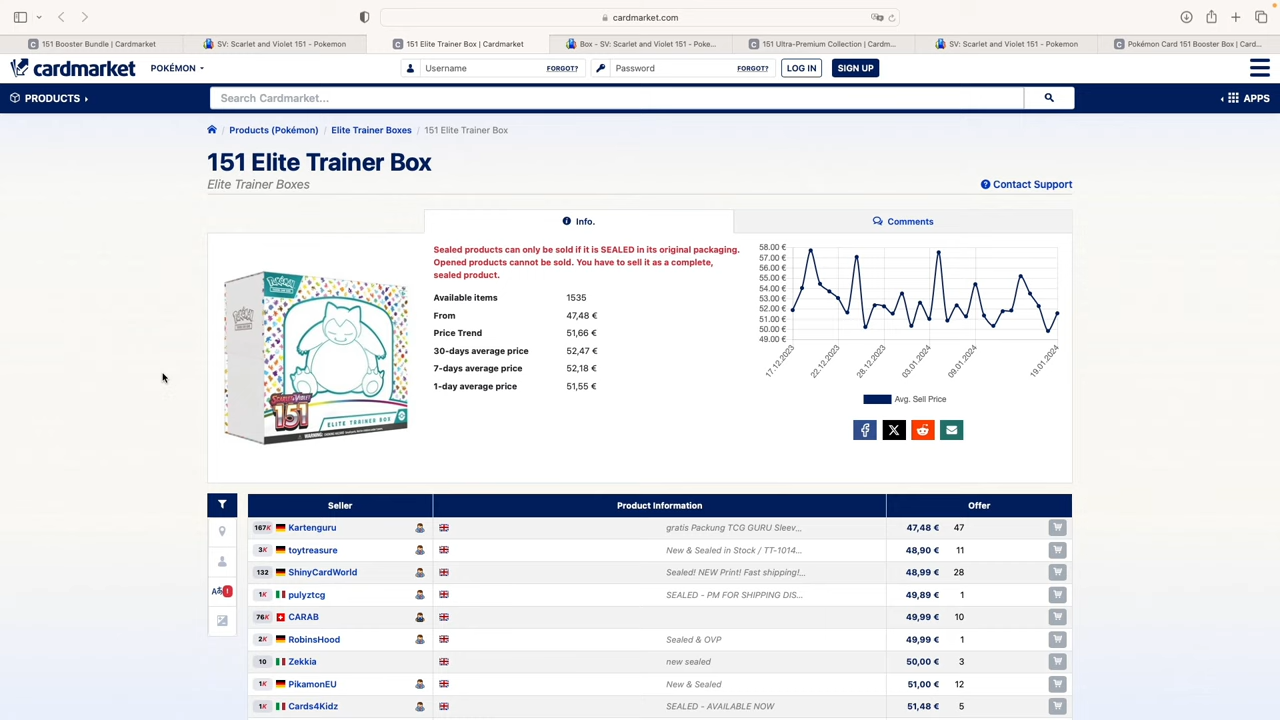 cardmarket.com
151 Booster Bundle | Cardmarket
SV: Scarlet and Violet 151 - Pokemon
151 Elite Trainer Box | Cardmarket
Box - SV: Scarlet and Violet 151 - Poke...
151 Ultra-Premium Collection | Cardm...
SV: Scarlet and Violet 151 - Pokemon
Pokémon Card 151 Booster Box | Card...
cardmarket
POKÉMON
Username
FORGOT?
Password
FORGOT?
LOG IN
SIGN UP
PRODUCTS
Search Cardmarket...
APPS
Products (Pokémon) / Elite Trainer Boxes / 151 Elite Trainer Box
151 Elite Trainer Box
Elite Trainer Boxes
Contact Support
Info.
Comments
Sealed products can only be sold if it is SEALED in its original packaging.
Opened products cannot be sold. You have to sell it as a complete,
sealed product.
Available items 1535
From 47,48 €
Price Trend 51,66 €
30-days average price 52,47 €
7-days average price 52,18 €
1-day average price 51,55 €
58.00 €
57.00 €
56.00 €
55.00 €
54.00 €
53.00 €
52.00 €
51.00 €
50.00 €
49.00 €
17.12.2023
22.12.2023
28.12.2023
03.01.2024
09.01.2024
19.01.2024
Avg. Sell Price
POKÉMON
SCARLET & VIOLET
151
ELITE TRAINER BOX
Seller Product Information Offer
167K Kartenguru gratis Packung TCG GURU Sleev... 47,48 € 47
3K toytreasure New & Sealed in Stock / TT-1014... 48,90 € 11
132 ShinyCardWorld Sealed! NEW Print! Fast shipping!... 48,99 € 28
1K pulyztcg SEALED - PM FOR SHIPPING DIS... 49,89 € 1
76K CARAB 49,99 € 10
2K RobinsHood Sealed & OVP 49,99 € 1
10 Zekkia new sealed 50,00 € 3
1K PikamonEU New & Sealed 51,00 € 12
1K Cards4Kidz SEALED - AVAILABLE NOW 51,48 € 5